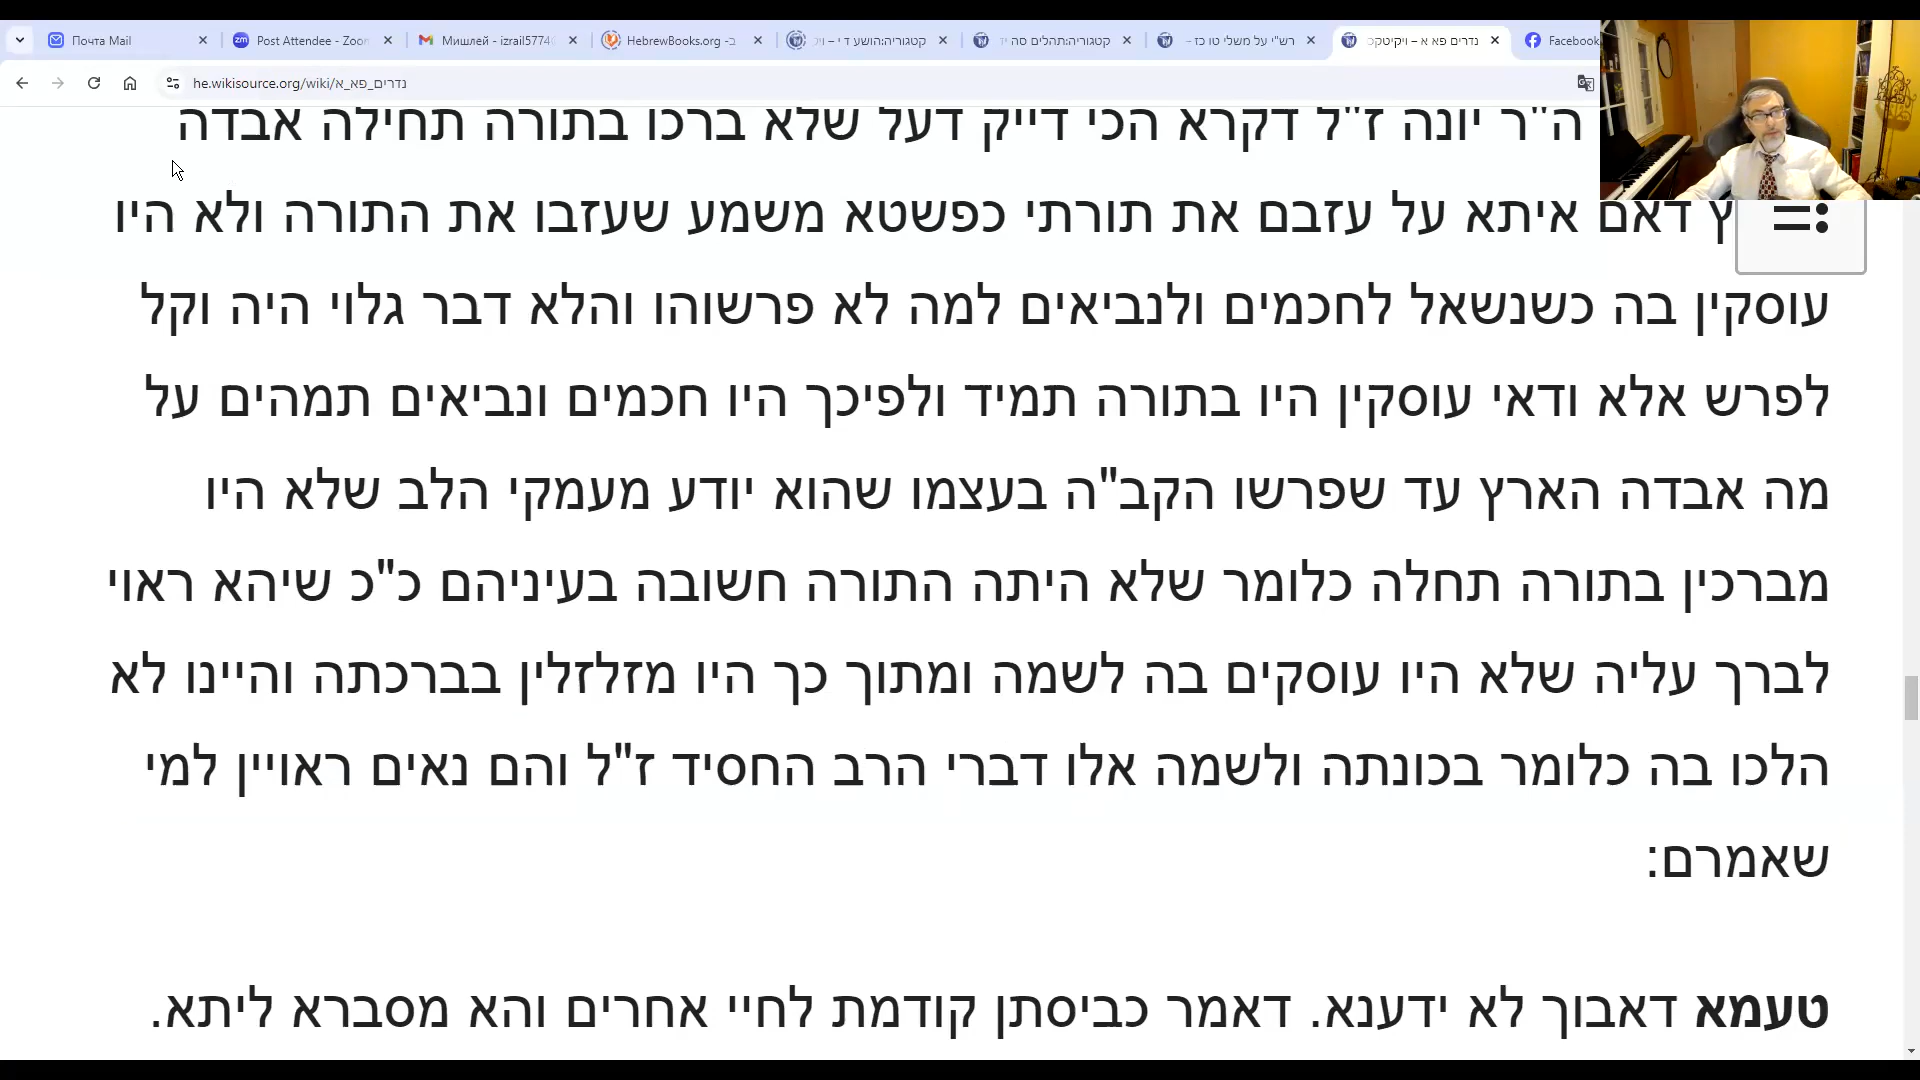 Почта Mail
Post Attendee - Zoo
Мишлей - izrail5774
HebrewBooks.org - ב
קטגוריה:הושע ד י – ויק
קטגוריה:תהלים סה יד
רש"י על משלי טו כז –
נדרים פא א – ויקיטקס
Facebook
he.wikisource.org/wiki/נדרים_פא_א
ה"ר יונה ז"ל דקרא הכי דייק דעל שלא ברכו בתורה תחילה אבדה
ץ דאם איתא על עזבם את תורתי כפשטא משמע שעזבו את התורה ולא היו
עוסקין בה כשנשאל לחכמים ולנביאים למה לא פרשוהו והלא דבר גלוי היה וקל
לפרש אלא ודאי עוסקין היו בתורה תמיד ולפיכך היו חכמים ונביאים תמהים על
מה אבדה הארץ עד שפרשו הקב"ה בעצמו שהוא יודע מעמקי הלב שלא היו
מברכין בתורה תחלה כלומר שלא היתה התורה חשובה בעיניהם כ"כ שיהא ראוי
לברך עליה שלא היו עוסקים בה לשמה ומתוך כך היו מזלזלין בברכתה והיינו לא
הלכו בה כלומר בכונתה ולשמה אלו דברי הרב החסיד ז"ל והם נאים ראויין למי
שאמרם:
טעמא דאבוך לא ידענא. דאמר כביסתן קודמת לחיי אחרים והא מסברא ליתא.